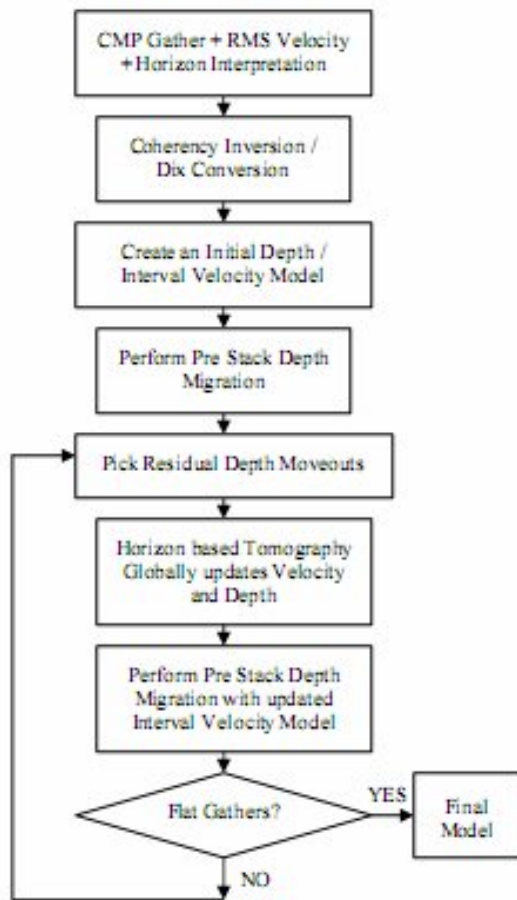 CMP Gather + RMS Velocity
+ Horizon Interpretation
Coherency Inversion /
Dix Conversion
Create an Initial Depth /
Interval Velocity Model
Perform Pre Stack Depth
Migration
Pick Residual Depth Moveouts
Horizon based Tomography
Globally updates Velocity
and Depth
Perform Pre Stack Depth
Migration with updated
Interval Velocity Model
Flat Gathers?
YES
Final
Model
NO